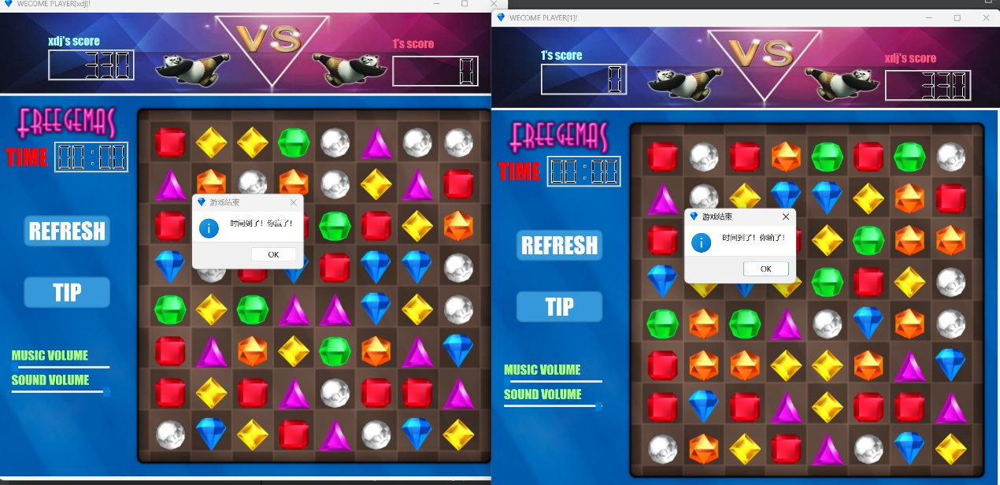 WECOME PLAYER[xdj]!
xdj's score
330
VS
1's score
0
FREEGEMAS
TIME 00:00
游戏结束
时间到了！你赢了！
OK
REFRESH
TIP
MUSIC VOLUME
SOUND VOLUME
WECOME PLAYER[1]!
1's score
0
VS
xdj's score
330
FREEGEMAS
TIME 00:00
游戏结束
时间到了！你输了！
OK
REFRESH
TIP
MUSIC VOLUME
SOUND VOLUME